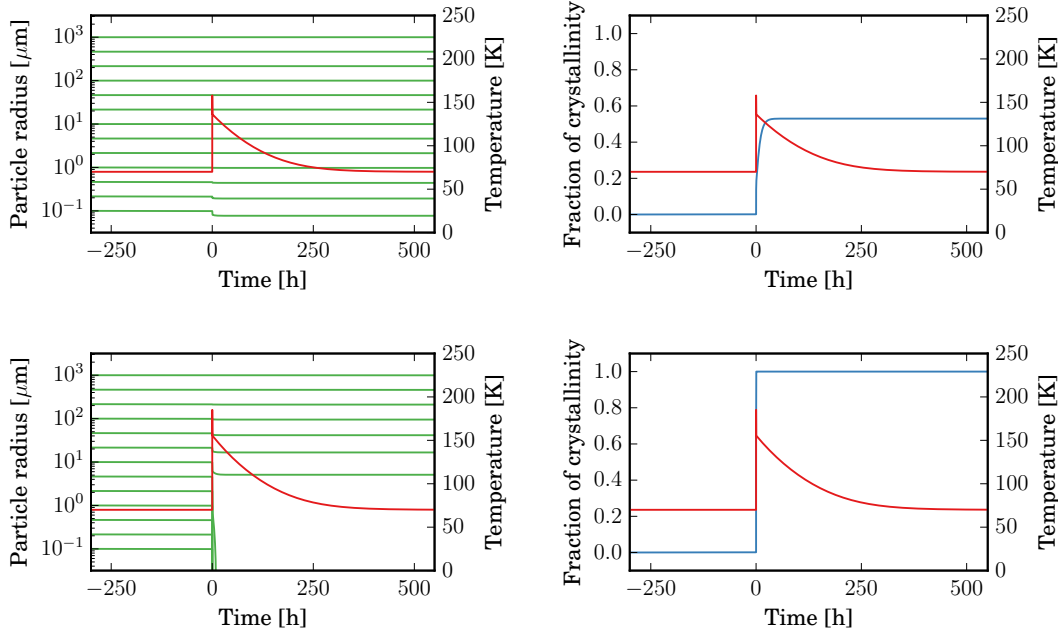 Particle radius [μm]
10³
10²
10¹
10⁰
10⁻¹
250
200
150
100
50
0
Temperature [K]
−250 0 250 500
Time [h]
Fraction of crystallinity
1.0
0.8
0.6
0.4
0.2
0.0
250
200
150
100
50
0
Temperature [K]
−250 0 250 500
Time [h]
Particle radius [μm]
10³
10²
10¹
10⁰
10⁻¹
250
200
150
100
50
0
Temperature [K]
−250 0 250 500
Time [h]
Fraction of crystallinity
1.0
0.8
0.6
0.4
0.2
0.0
250
200
150
100
50
0
Temperature [K]
−250 0 250 500
Time [h]